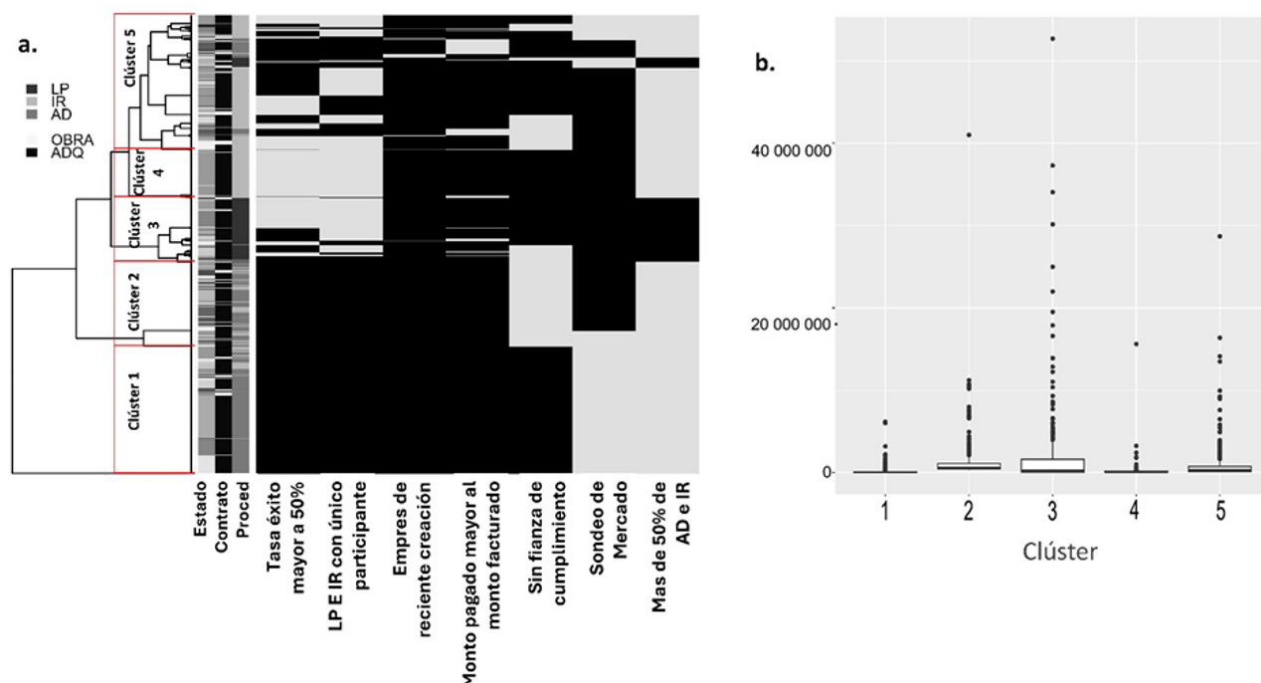 a.
LP
IR
AD
OBRA
ADQ
Clúster 5
Clúster
4
Clúster
3
Clúster 2
Clúster 1
Estado
Contrato
Proced
Tasa éxito
mayor a 50%
LP E IR con único
participante
Empres de
reciente creación
Monto pagado mayor al
monto facturado
Sin fianza de
cumplimiento
Sondeo de
Mercado
Mas de 50% de
AD e IR
b.
40 000 000
20 000 000
0
1 2 3 4 5
Clúster